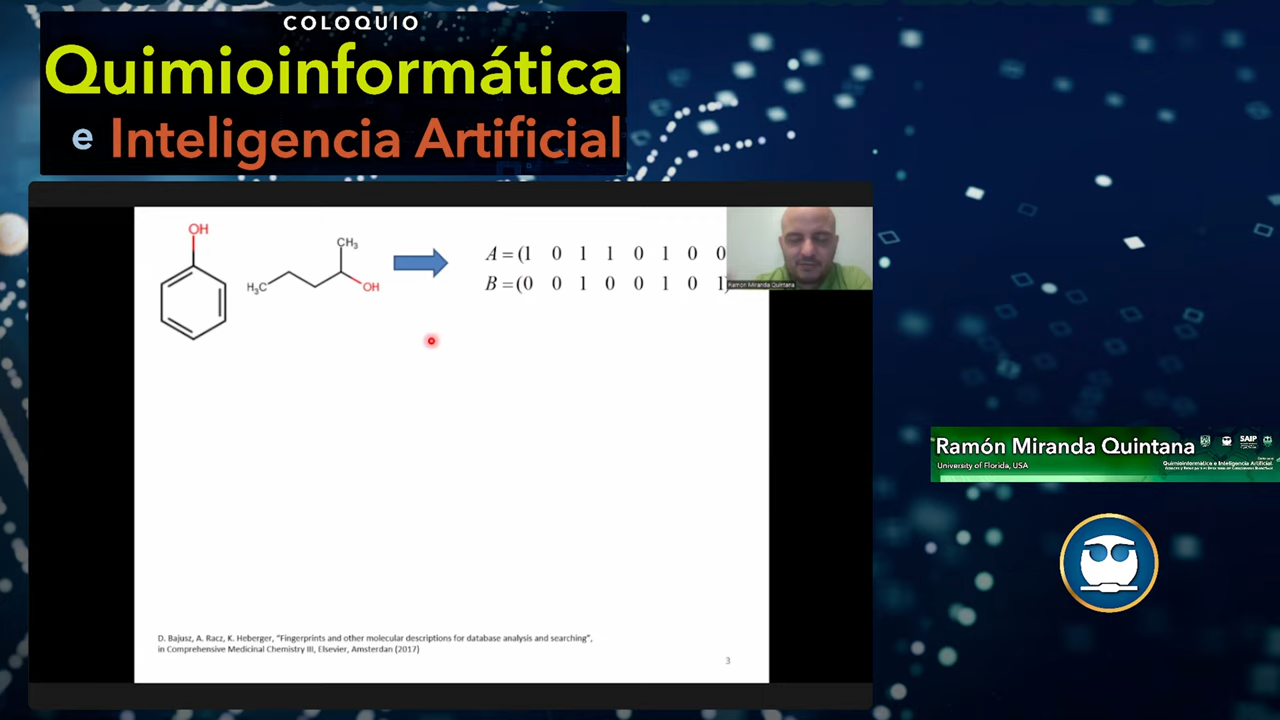 COLOQUIO
Quimioinformática
e Inteligencia Artificial
OH
CH₃
H₃C
OH
A = (1 0 1 1 0 1 0 0
B = (0 0 1 0 0 1 0 1)
Ramón Miranda Quintana
D. Bajusz, A. Racz, K. Heberger, "Fingerprints and other molecular descriptions for database analysis and searching",
in Comprehensive Medicinal Chemistry III, Elsevier, Amsterdan (2017)
3
Ramón Miranda Quintana
University of Florida, USA
SAIP
Quimioinformática e Inteligencia Artificial